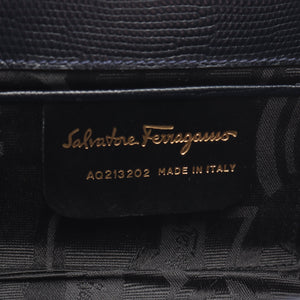 Salvatore Ferragamo
AQ213202 MADE IN ITALY